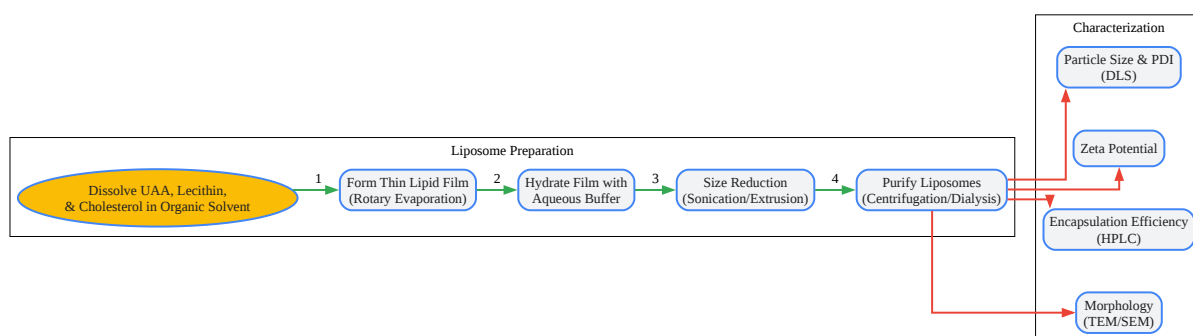 Characterization
Particle Size & PDI
(DLS)
Liposome Preparation
Zeta Potential
Dissolve UAA, Lecithin,
& Cholesterol in Organic Solvent
1
Form Thin Lipid Film
(Rotary Evaporation)
2
Hydrate Film with
Aqueous Buffer
3
Size Reduction
(Sonication/Extrusion)
4
Purify Liposomes
(Centrifugation/Dialysis)
Encapsulation Efficiency
(HPLC)
Morphology
(TEM/SEM)